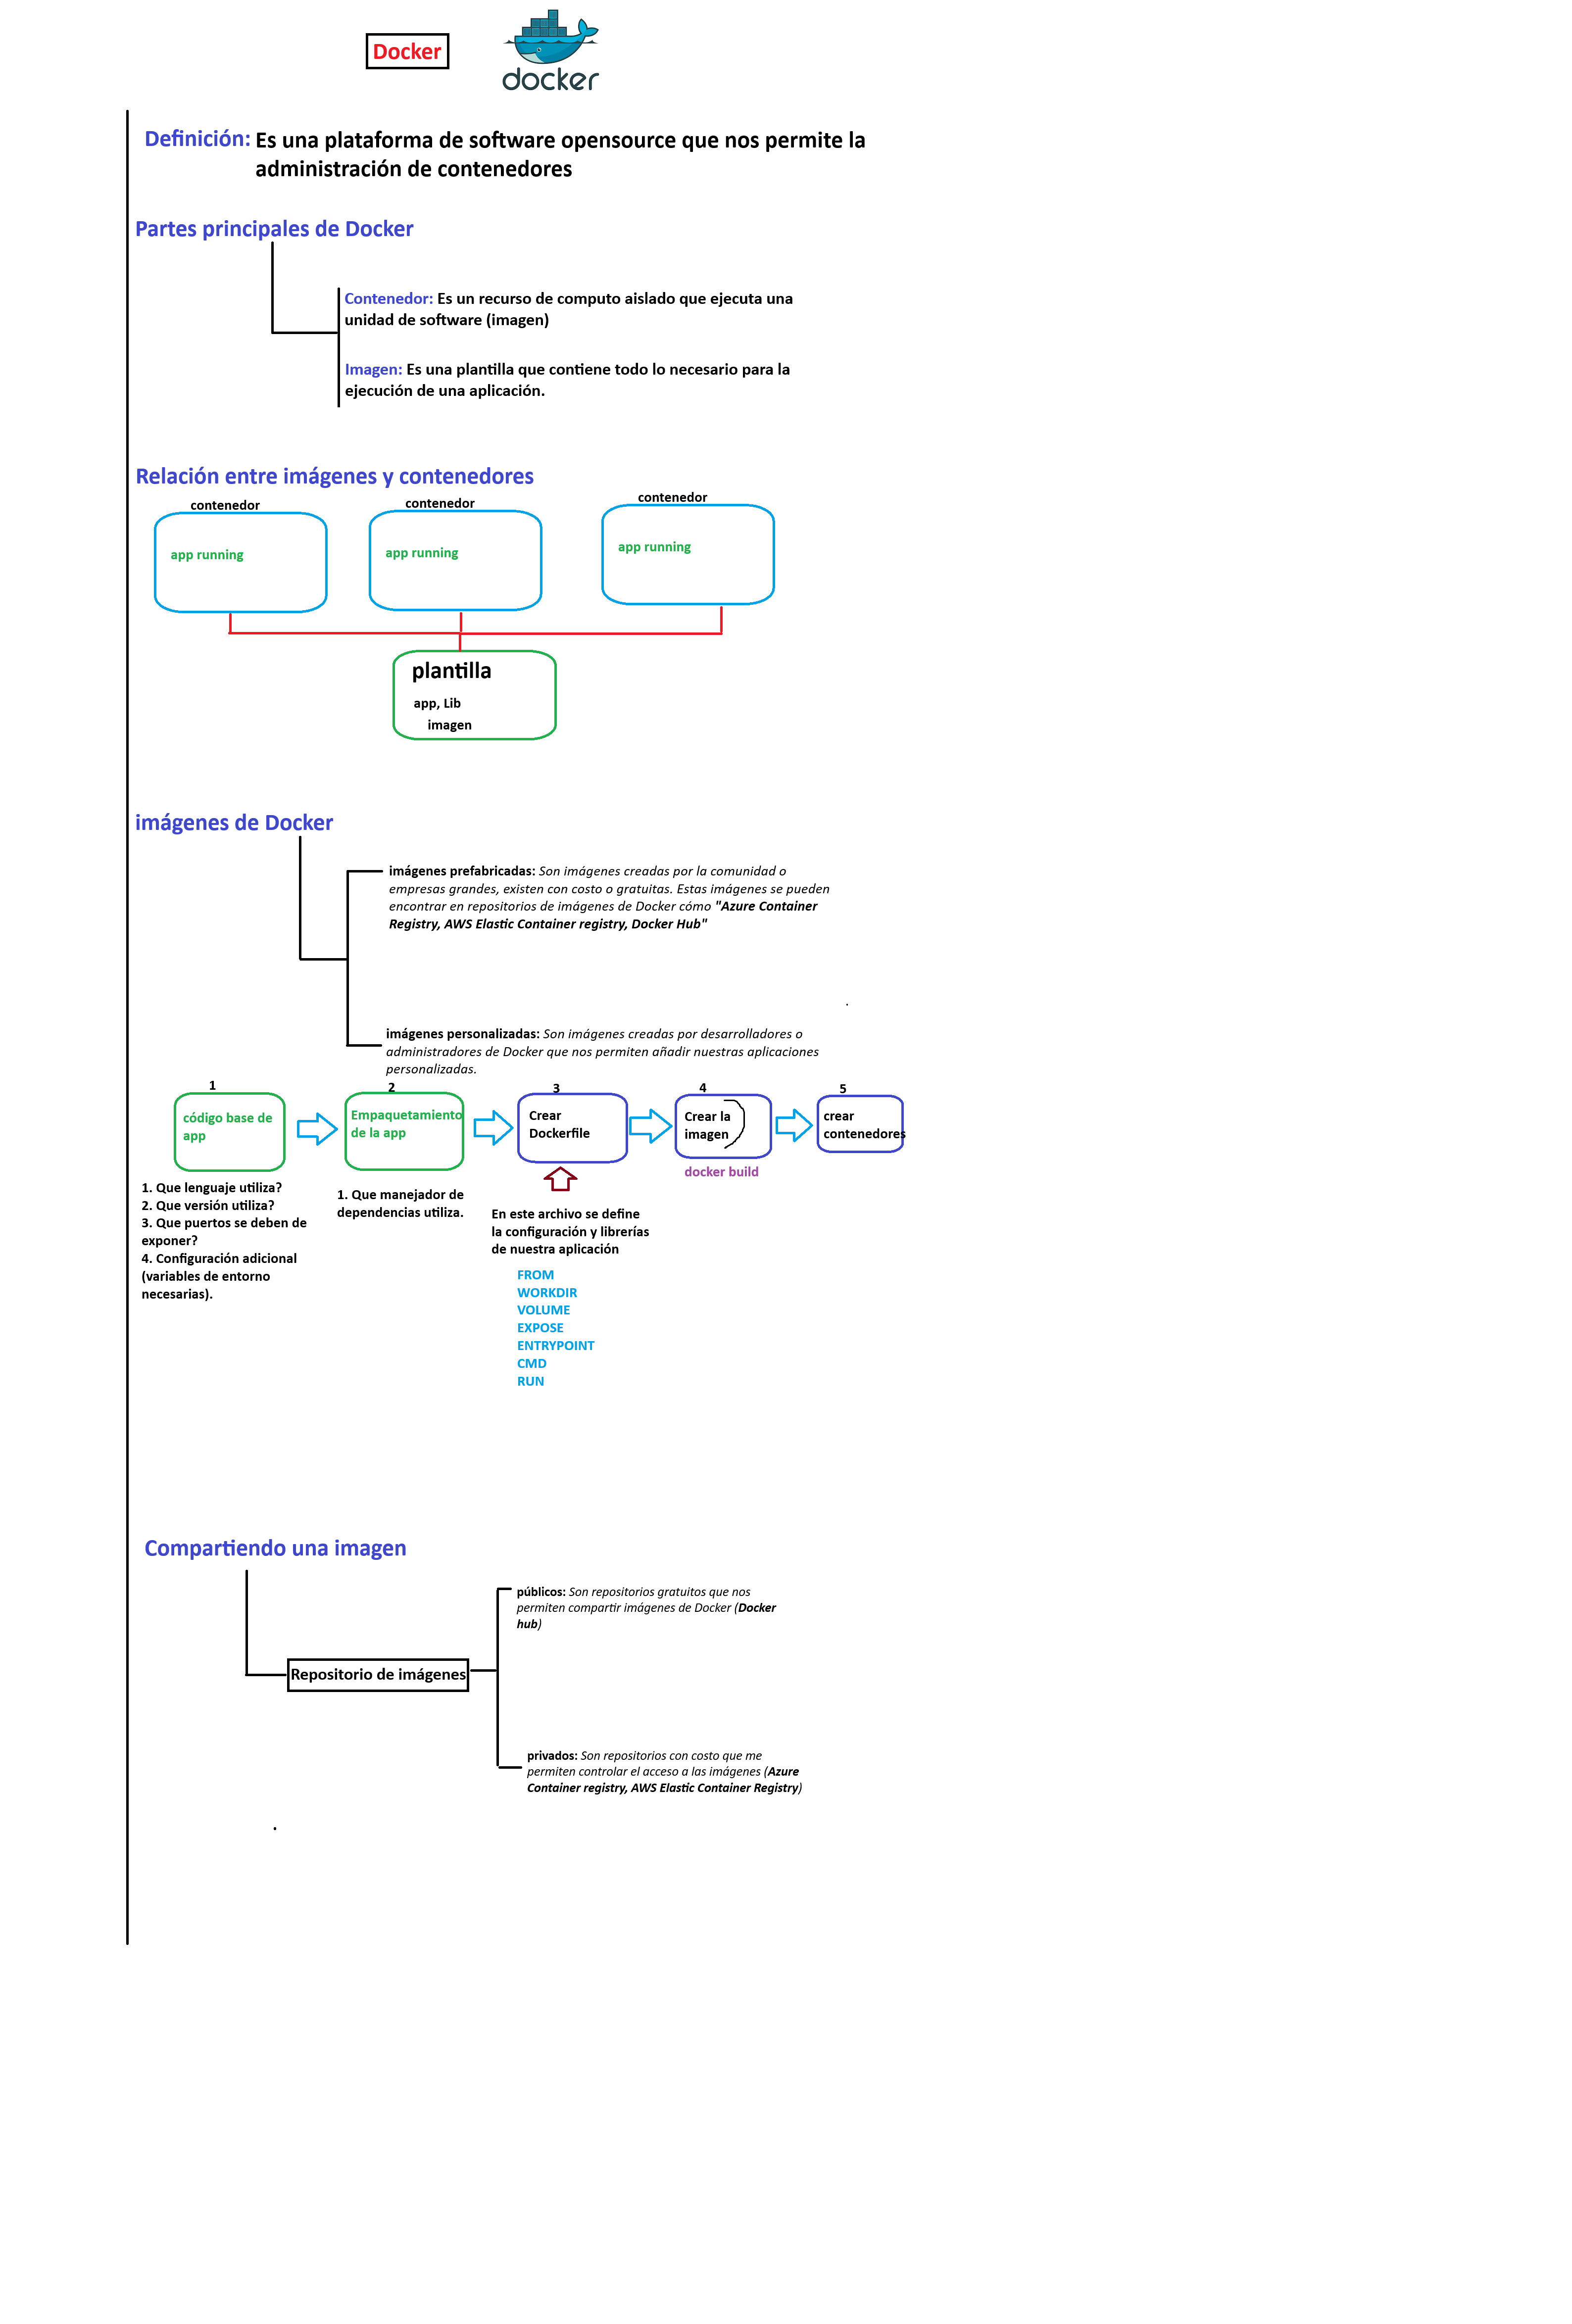 Docker
docker
Definición: Es una plataforma de software opensource que nos permite la
administración de contenedores
Partes principales de Docker
Contenedor: Es un recurso de computo aislado que ejecuta una
unidad de software (imagen)
Imagen: Es una plantilla que contiene todo lo necesario para la
ejecución de una aplicación.
Relación entre imágenes y contenedores
contenedor
contenedor
contenedor
app running
app running
app running
plantilla
app, Lib
imagen
imágenes de Docker
imágenes prefabricadas: Son imágenes creadas por la comunidad o
empresas grandes, existen con costo o gratuitas. Estas imágenes se pueden
encontrar en repositorios de imágenes de Docker cómo "Azure Container
Registry, AWS Elastic Container registry, Docker Hub"
imágenes personalizadas: Son imágenes creadas por desarrolladores o
administradores de Docker que nos permiten añadir nuestras aplicaciones
personalizadas.
1
código base de
app
1. Que lenguaje utiliza?
2. Que versión utiliza?
3. Que puertos se deben de
exponer?
4. Configuración adicional
(variables de entorno
necesarias).
2
Empaquetamiento
de la app
1. Que manejador de
dependencias utiliza.
3
Crear
Dockerfile
En este archivo se define
la configuración y librerías
de nuestra aplicación
FROM
WORKDIR
VOLUME
EXPOSE
ENTRYPOINT
CMD
RUN
4
Crear la
imagen
docker build
5
crear
contenedores
Compartiendo una imagen
Repositorio de imágenes
públicos: Son repositorios gratuitos que nos
permiten compartir imágenes de Docker (Docker
hub)
privados: Son repositorios con costo que me
permiten controlar el acceso a las imágenes (Azure
Container registry, AWS Elastic Container Registry)